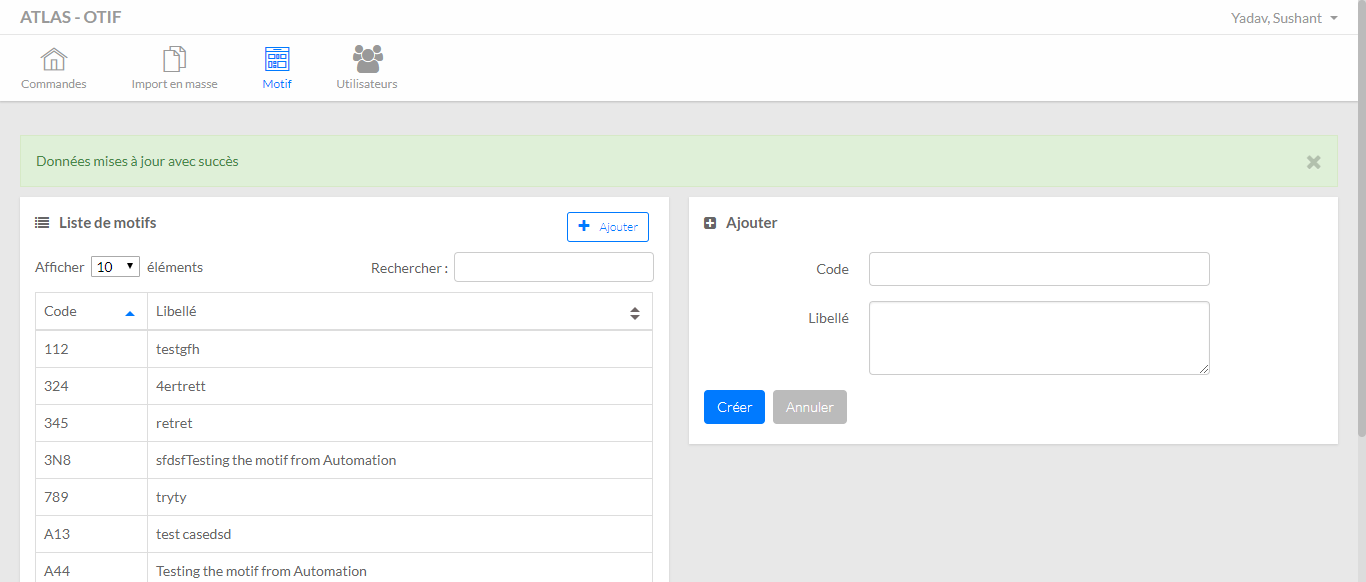 ATLAS - OTIF
Yadav, Sushant
Commandes
Import en masse
Motif
Utilisateurs
Données mises à jour avec succès
Liste de motifs
Ajouter
Afficher 10 éléments
Rechercher :
Code Libellé
112 testgfh
324 4ertrett
345 retret
3N8 sfdsfTesting the motif from Automation
789 tryty
A13 test casedsd
A44 Testing the motif from Automation
Ajouter
Code
Libellé
Créer Annuler